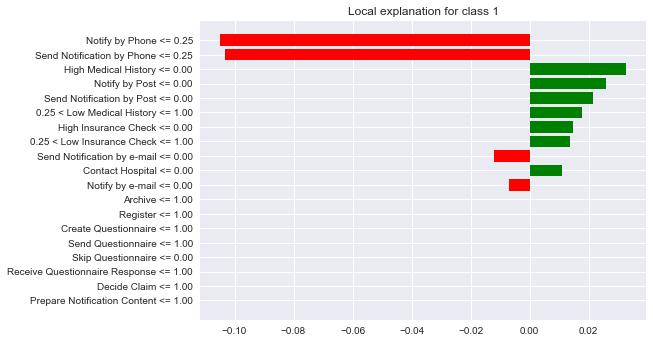 Local explanation for class 1
Notify by Phone <= 0.25
Send Notification by Phone <= 0.25
High Medical History <= 0.00
Notify by Post <= 0.00
Send Notification by Post <= 0.00
0.25 < Low Medical History <= 1.00
High Insurance Check <= 0.00
0.25 < Low Insurance Check <= 1.00
Send Notification by e-mail <= 0.00
Contact Hospital <= 0.00
Notify by e-mail <= 0.00
Archive <= 1.00
Register <= 1.00
Create Questionnaire <= 1.00
Send Questionnaire <= 1.00
Skip Questionnaire <= 0.00
Receive Questionnaire Response <= 1.00
Decide Claim <= 1.00
Prepare Notification Content <= 1.00
−0.10 −0.08 −0.06 −0.04 −0.02 0.00 0.02